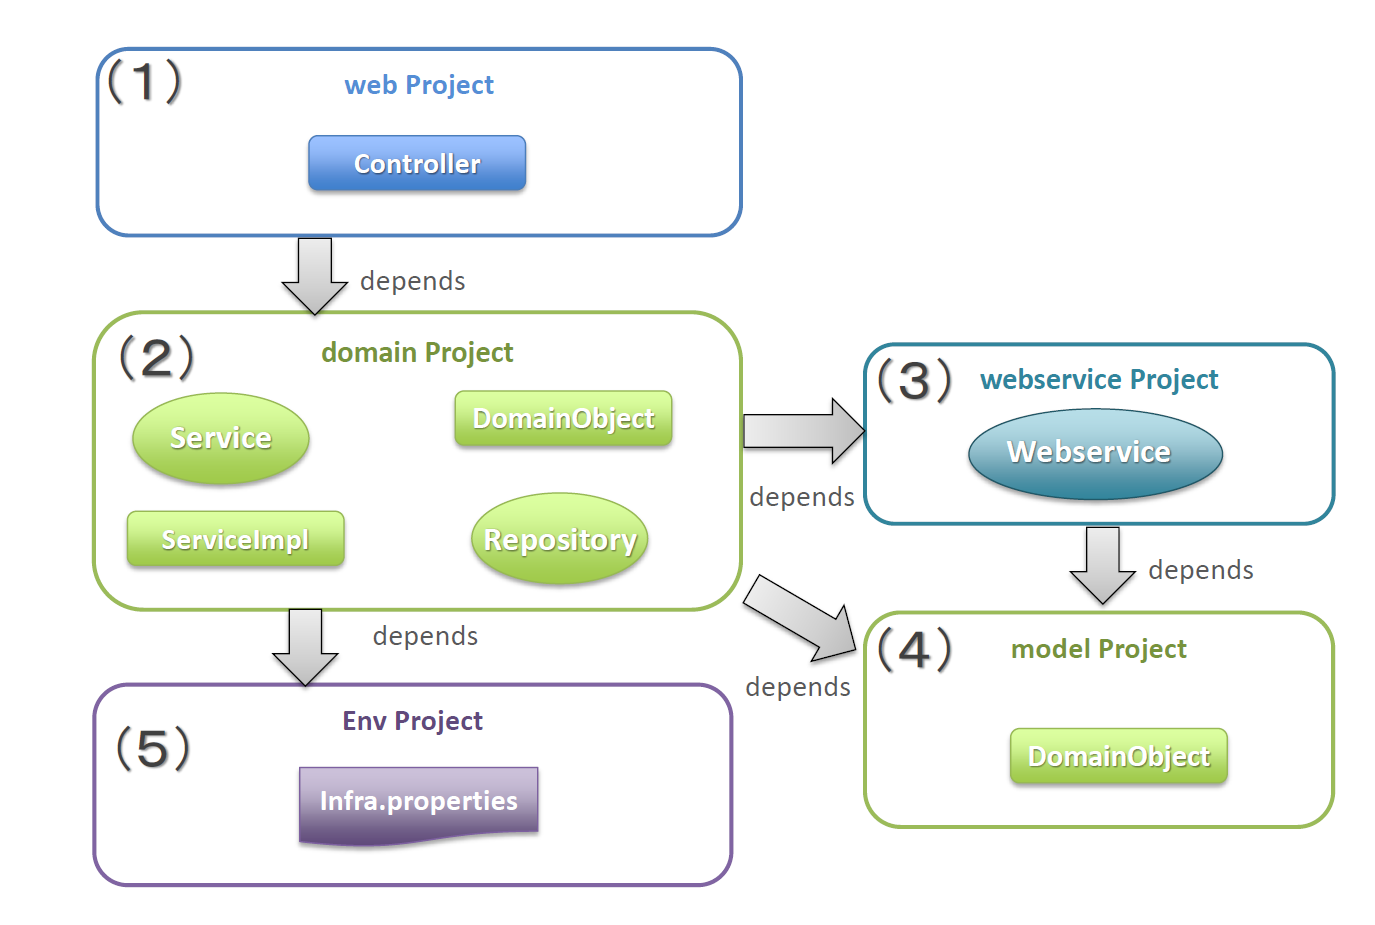 （1）
web Project
Controller
depends
（2）
domain Project
Service
DomainObject
ServiceImpl
Repository
depends
（3）
webservice Project
Webservice
depends
depends
（4）
model Project
DomainObject
depends
（5）
Env Project
Infra.properties